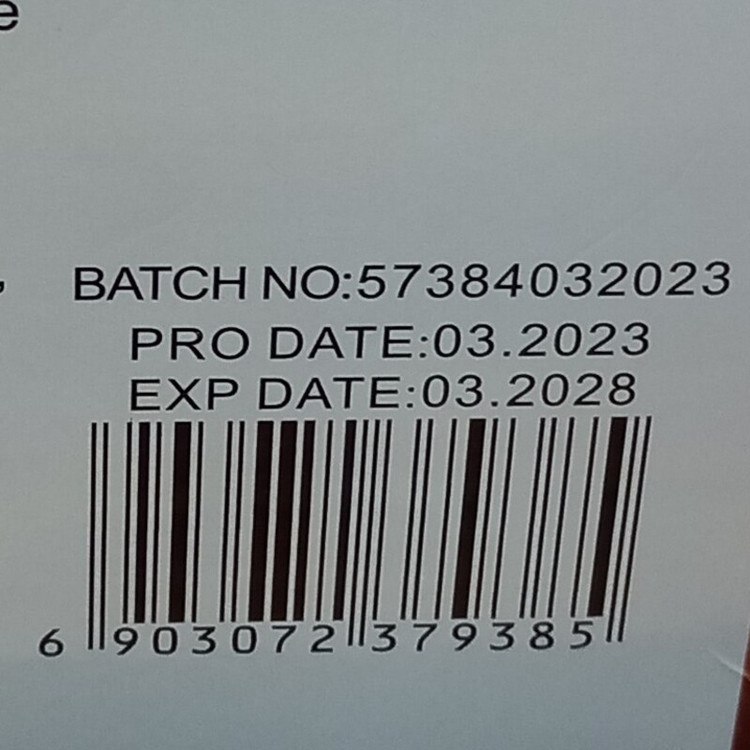 e
,
BATCH NO:57384032023
PRO DATE:03.2023
EXP DATE:03.2028
6 903072 379385